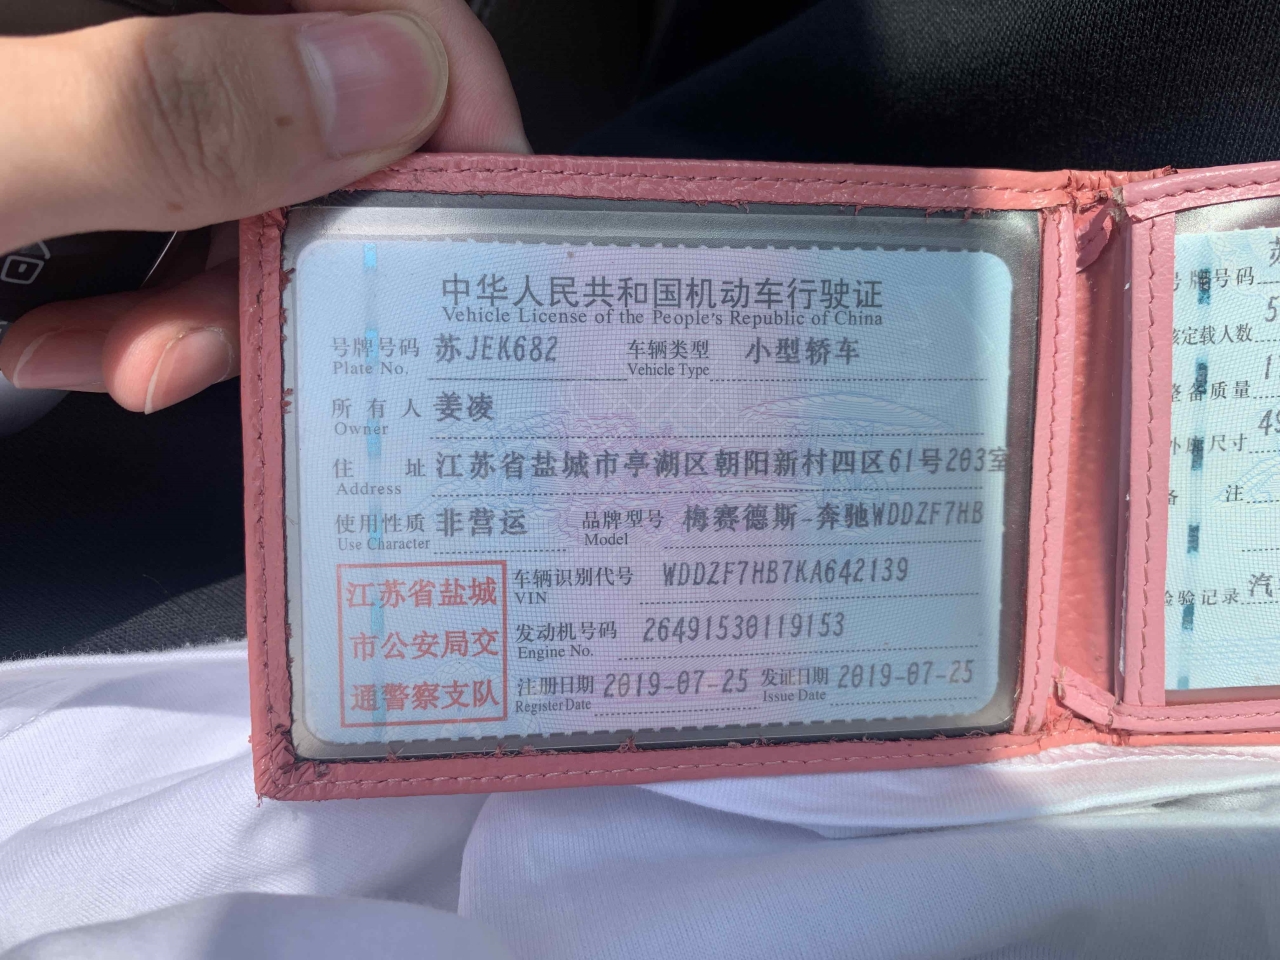 中华人民共和国机动车行驶证
Vehicle License of the People's Republic of China
号牌号码 苏JEK682 车辆类型 小型轿车
Plate No. Vehicle Type
所有人 姜凌
Owner
住址 江苏省盐城市亭湖区朝阳新村四区61号203室
Address
使用性质 非营运 品牌型号 梅赛德斯-奔驰WDDZF7HB
Use Character Model
车辆识别代号 WDDZF7HB7KA642139
VIN
发动机号码 26491530119153
Engine No.
注册日期 2019-07-25 发证日期 2019-07-25
Register Date Issue Date
江苏省盐城
市公安局交
通警察支队
号牌号码
核定载人数
整备质量
外廓尺寸
备注
检验记录